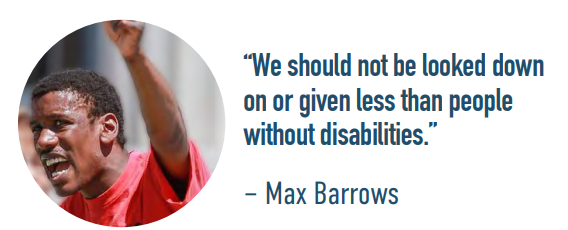 “We should not be looked down
on or given less than people
without disabilities.”
– Max Barrows